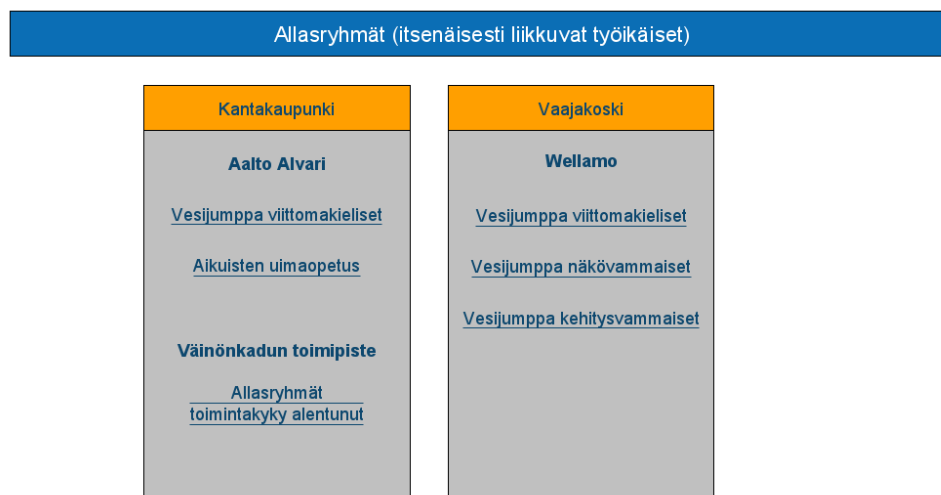 Allasryhmät (itsenäisesti liikkuvat työikäiset)
Kantakaupunki
Aalto Alvari
Vesijumppa viittomakieliset
Aikuisten uimaopetus
Väinönkadun toimipiste
Allasryhmät
toimintakyky alentunut
Vaajakoski
Wellamo
Vesijumppa viittomakieliset
Vesijumppa näkövammaiset
Vesijumppa kehitysvammaiset